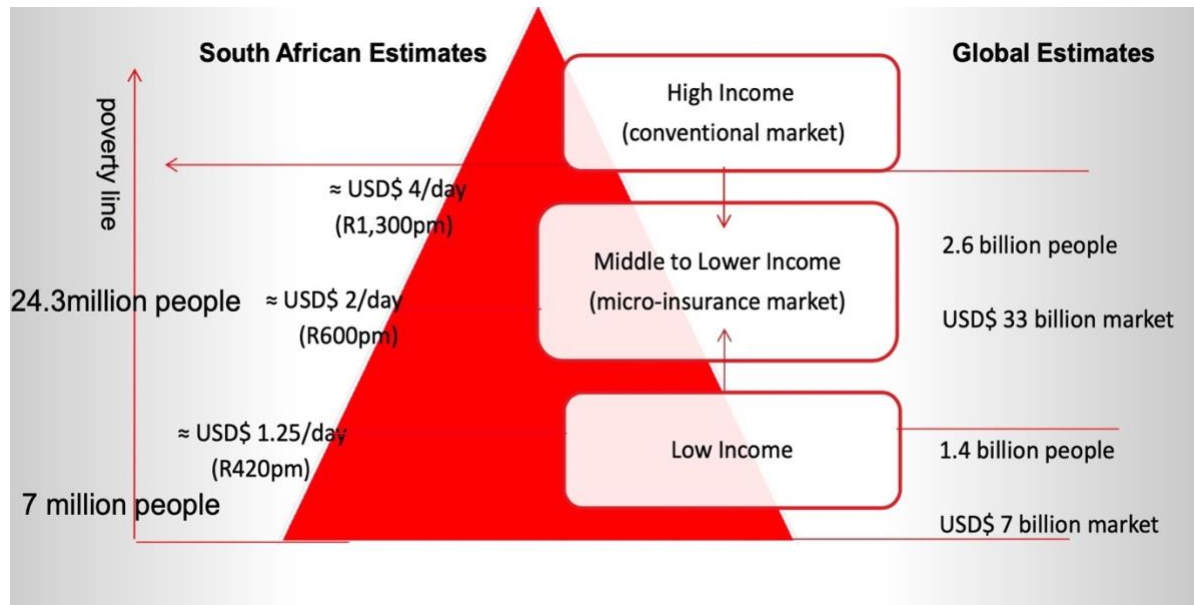 South African Estimates
Global Estimates
poverty line
High Income
(conventional market)
≈ USD$ 4/day
(R1,300pm)
Middle to Lower Income
(micro-insurance market)
2.6 billion people
24.3million people
≈ USD$ 2/day
(R600pm)
USD$ 33 billion market
≈ USD$ 1.25/day
(R420pm)
Low Income
1.4 billion people
7 million people
USD$ 7 billion market